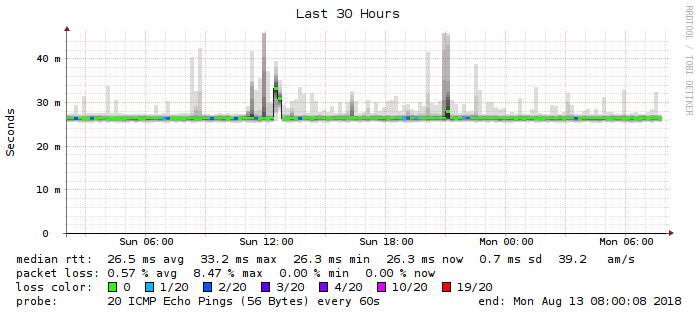 Last 30 Hours
RRDTOOL / TOBI OETIKER
Seconds
40 m
30 m
20 m
10 m
0
Sun 06:00 Sun 12:00 Sun 18:00 Mon 00:00 Mon 06:00
median rtt: 26.5 ms avg 33.2 ms max 26.3 ms min 26.3 ms now 0.7 ms sd 39.2 am/s
packet loss: 0.57 % avg 8.47 % max 0.00 % min 0.00 % now
loss color: 0 1/20 2/20 3/20 4/20 10/20 19/20
probe: 20 ICMP Echo Pings (56 Bytes) every 60s end: Mon Aug 13 08:00:08 2018